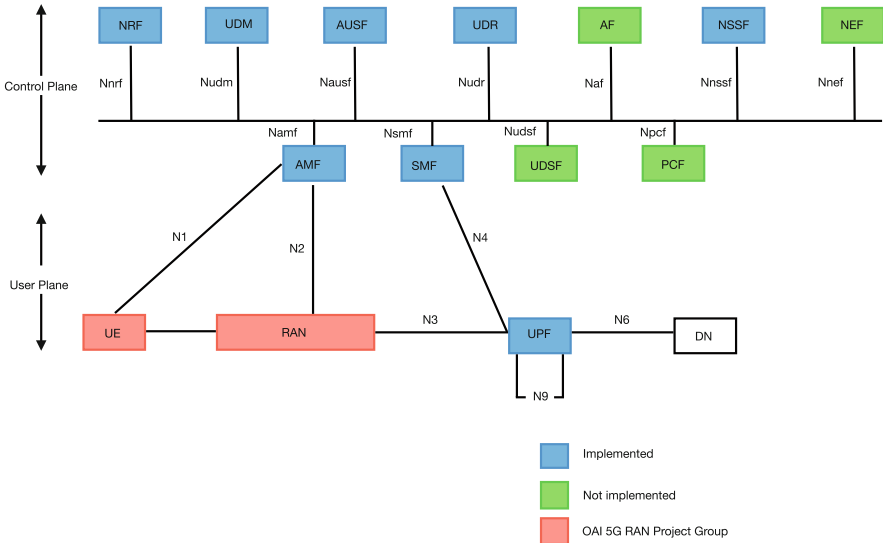 NRF
UDM
AUSF
UDR
AF
NSSF
NEF
Control Plane
Nnrf
Nudm
Nausf
Nudr
Naf
Nnssf
Nnef
Namf
Nsmf
Nudsf
Npcf
AMF
SMF
UDSF
PCF
N1
N2
N4
User Plane
UE
RAN
N3
UPF
N6
DN
N9
Implemented
Not implemented
OAI 5G RAN Project Group